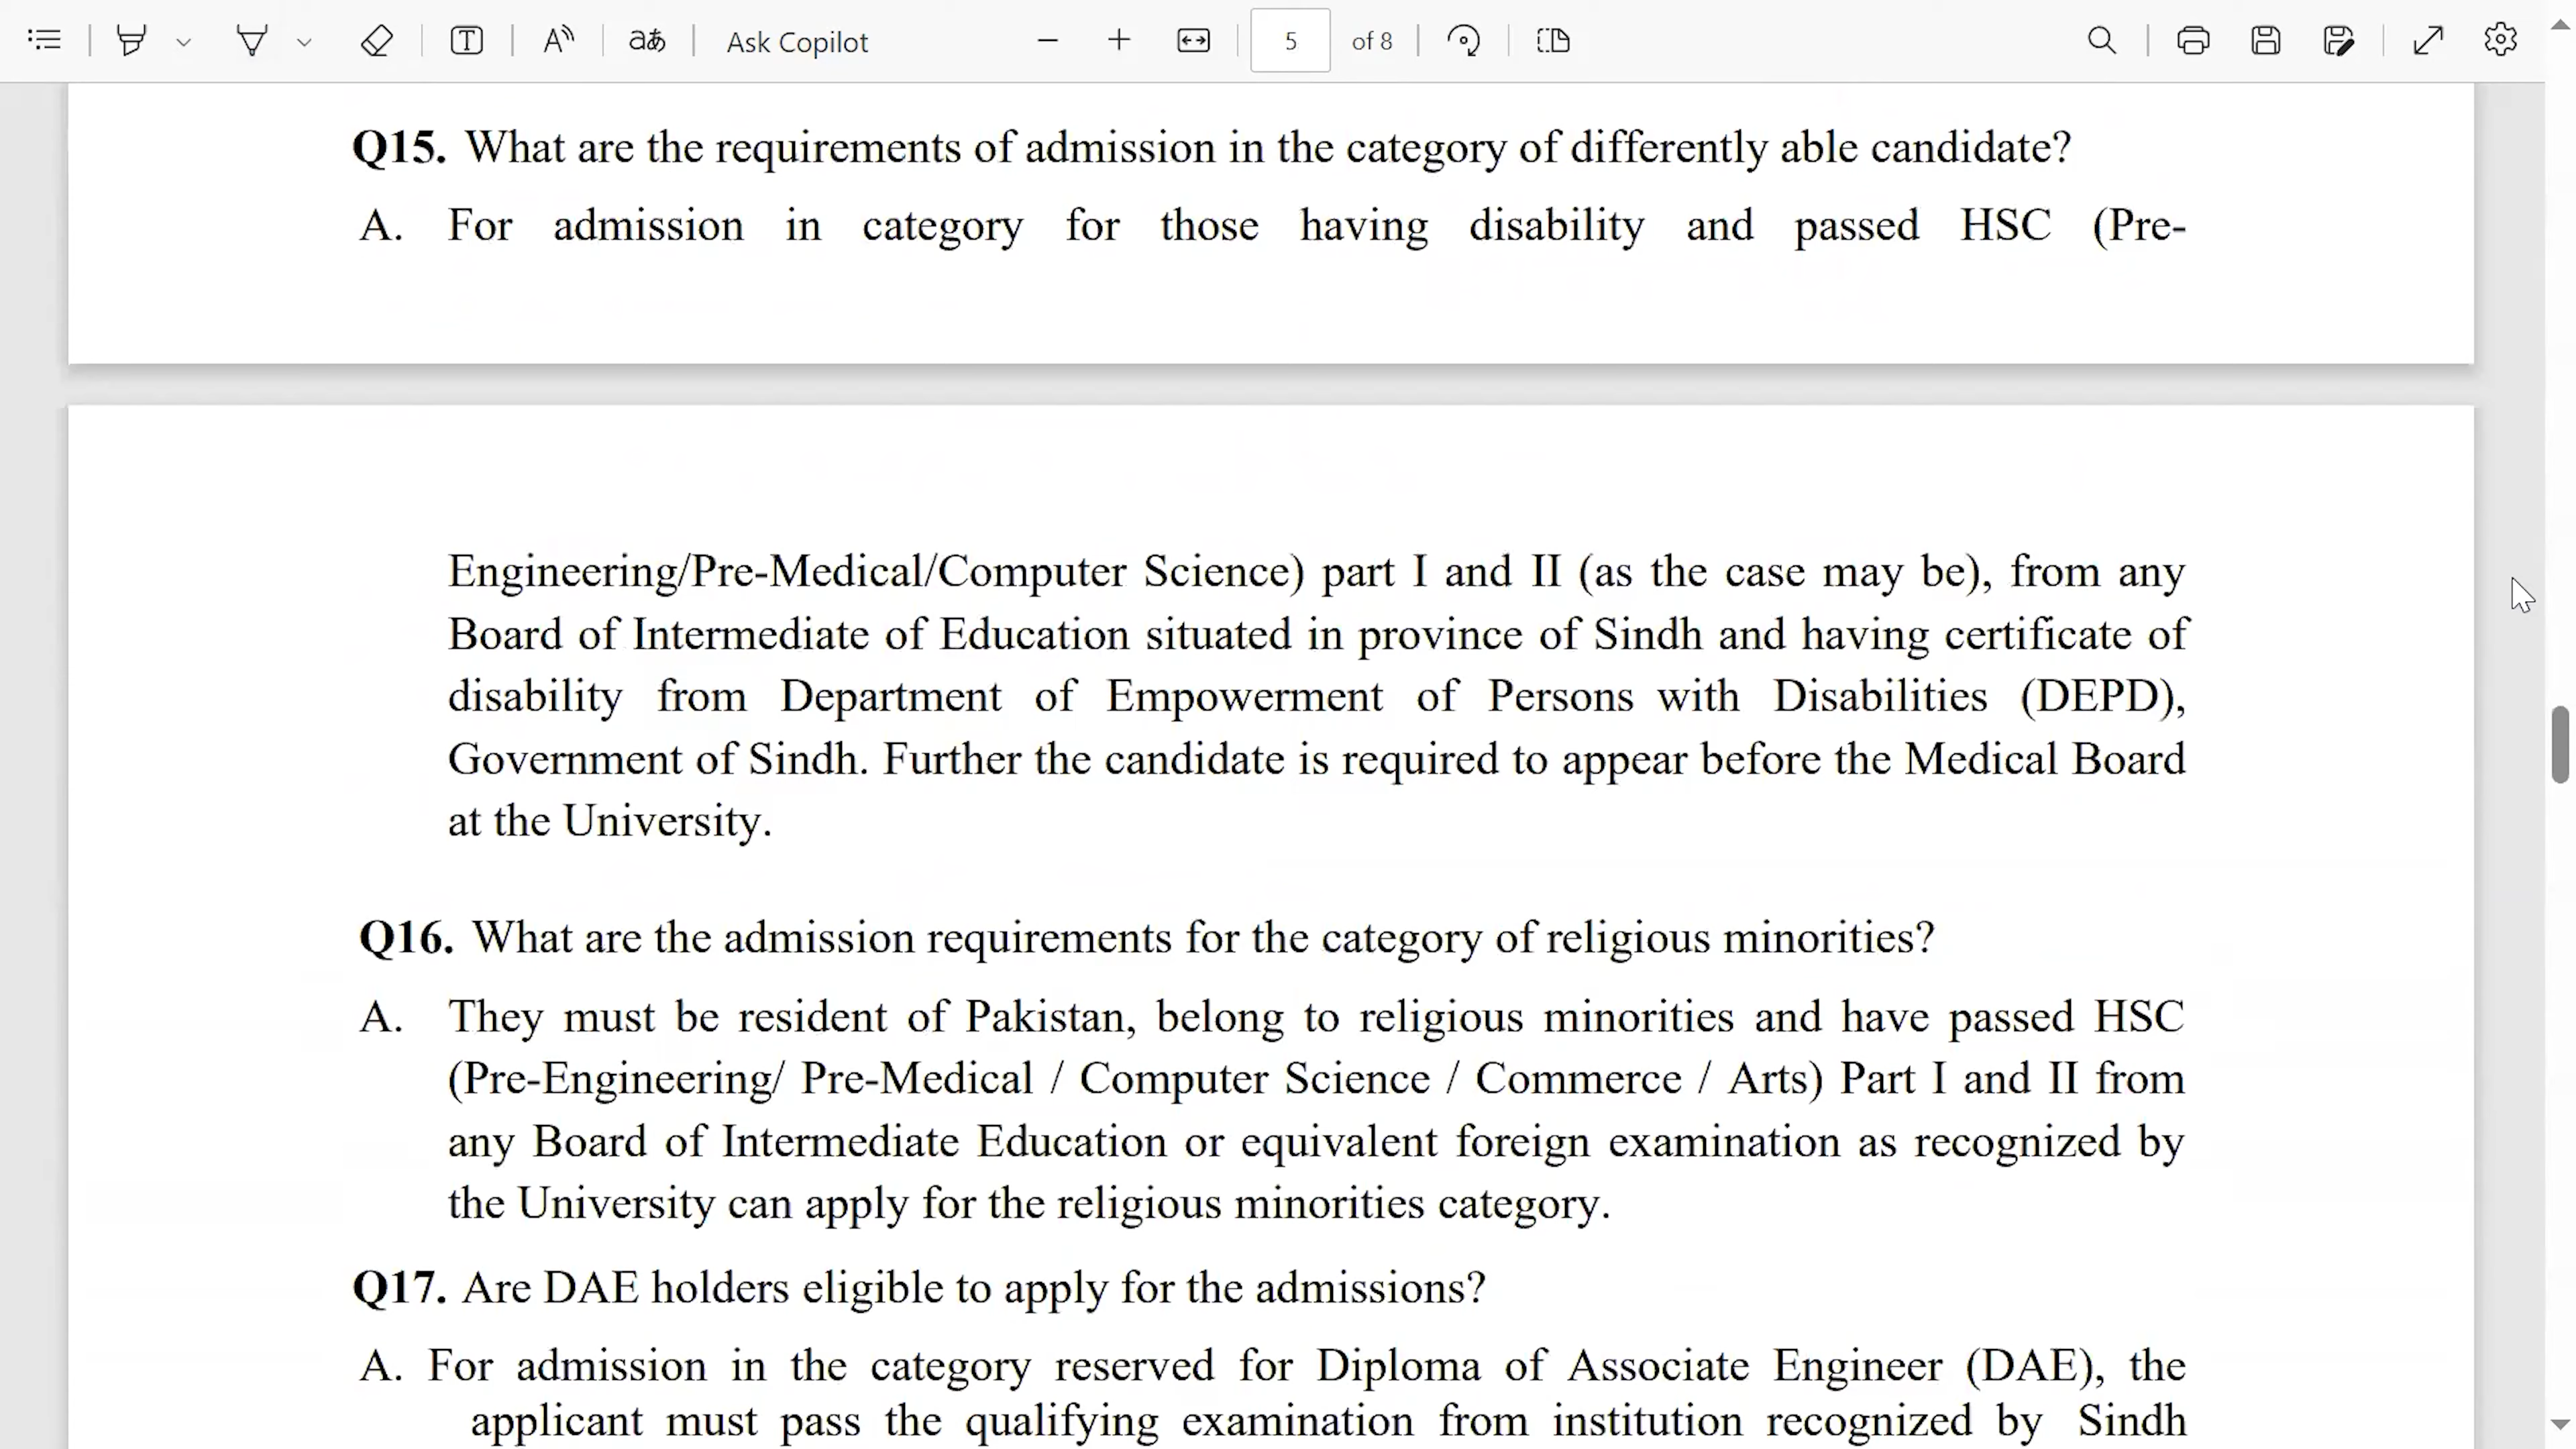 Ask Copilot
5 of 8
Q15. What are the requirements of admission in the category of differently able candidate?
A. For admission in category for those having disability and passed HSC (Pre-
Engineering/Pre-Medical/Computer Science) part I and II (as the case may be), from any
Board of Intermediate of Education situated in province of Sindh and having certificate of
disability from Department of Empowerment of Persons with Disabilities (DEPD),
Government of Sindh. Further the candidate is required to appear before the Medical Board
at the University.
Q16. What are the admission requirements for the category of religious minorities?
A. They must be resident of Pakistan, belong to religious minorities and have passed HSC
(Pre-Engineering/ Pre-Medical / Computer Science / Commerce / Arts) Part I and II from
any Board of Intermediate Education or equivalent foreign examination as recognized by
the University can apply for the religious minorities category.
Q17. Are DAE holders eligible to apply for the admissions?
A. For admission in the category reserved for Diploma of Associate Engineer (DAE), the
applicant must pass the qualifying examination from institution recognized by Sindh